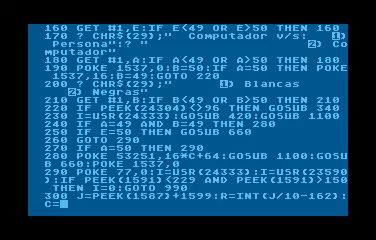 160 GET #1,E:IF E<49 OR E>50 THEN 160
170 ? CHR$(29);"  Computador v/s:  1)
 Persona":? "                    2) Co
mputador"
180 GET #1,A:IF A<49 OR A>50 THEN 180
190 POKE 1537,0:B=50:IF A=50 THEN POKE
 1537,16:B=49:GOTO 220
200 ? CHR$(29);"      1) Blancas
   2) Negras"
210 GET #1,B:IF B<49 OR B>50 THEN 210
220 IF PEEK(24304)<>96 THEN GOSUB 340
230 I=USR(24333):GOSUB 420:GOSUB 1100
240 IF A=49 AND B=49 THEN 280
250 IF E=50 THEN GOSUB 660
260 GOTO 290
270 IF A=50 THEN 290
280 POKE 53251,16*C+64:GOSUB 1100:GOSU
B 660:POKE 1537,0
290 POKE 77,0:I=USR(24333):I=USR(23590
):IF PEEK(1591)<229 AND PEEK(1591)>150
 THEN I=0:GOTO 990
300 J=PEEK(1587)+1599:R=INT(J/10-162):
C=